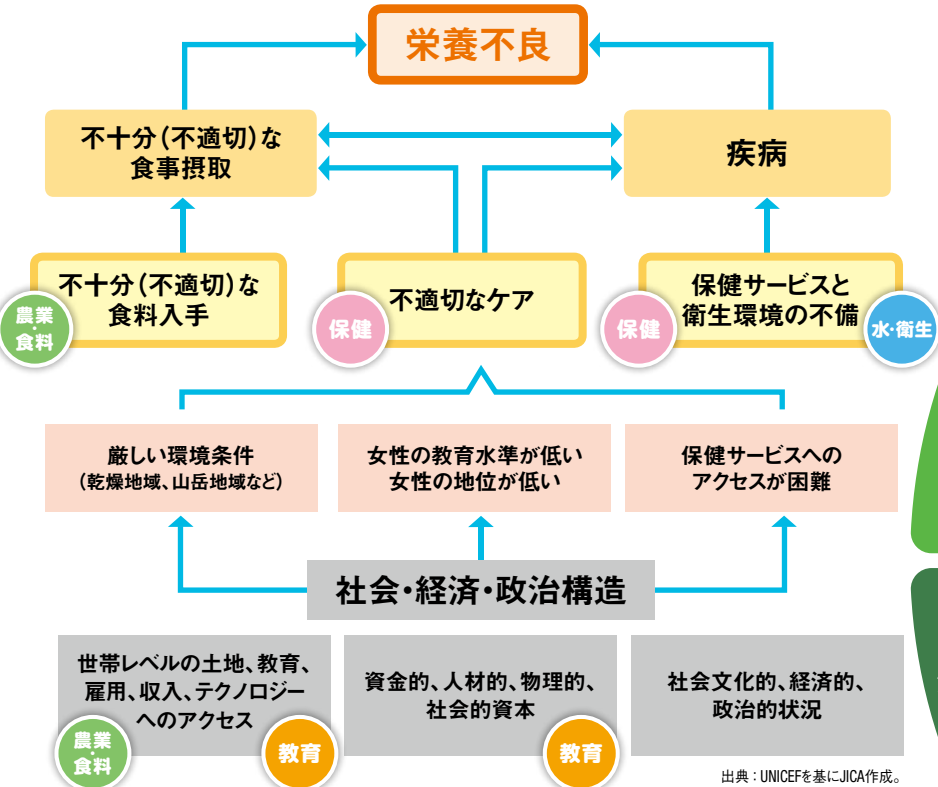 栄養不良
不十分(不適切)な
食事摂取
疾病
不十分(不適切)な
食料入手
農業
・
食料
不適切なケア
保健
保健サービスと
衛生環境の不備
保健
水・衛生
厳しい環境条件
(乾燥地域、山岳地域など)
女性の教育水準が低い
女性の地位が低い
保健サービスへの
アクセスが困難
社会・経済・政治構造
世帯レベルの土地、教育、
雇用、収入、テクノロジー
へのアクセス
農業
・
食料
教育
資金的、人材的、物理的、
社会的資本
教育
社会文化的、経済的、
政治的状況
出典:UNICEFを基にJICA作成。